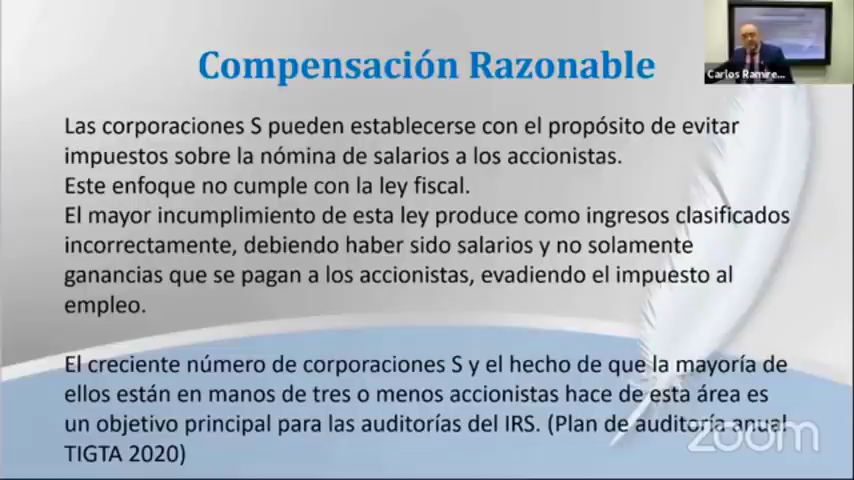 Compensación Razonable
Carlos Ramire...
Las corporaciones S pueden establecerse con el propósito de evitar
impuestos sobre la nómina de salarios a los accionistas.
Este enfoque no cumple con la ley fiscal.
El mayor incumplimiento de esta ley produce como ingresos clasificados
incorrectamente, debiendo haber sido salarios y no solamente
ganancias que se pagan a los accionistas, evadiendo el impuesto al
empleo.
El creciente número de corporaciones S y el hecho de que la mayoría de
ellos están en manos de tres o menos accionistas hace de esta área es
un objetivo principal para las auditorías del IRS. (Plan de auditoría anual
TIGTA 2020)
zoom